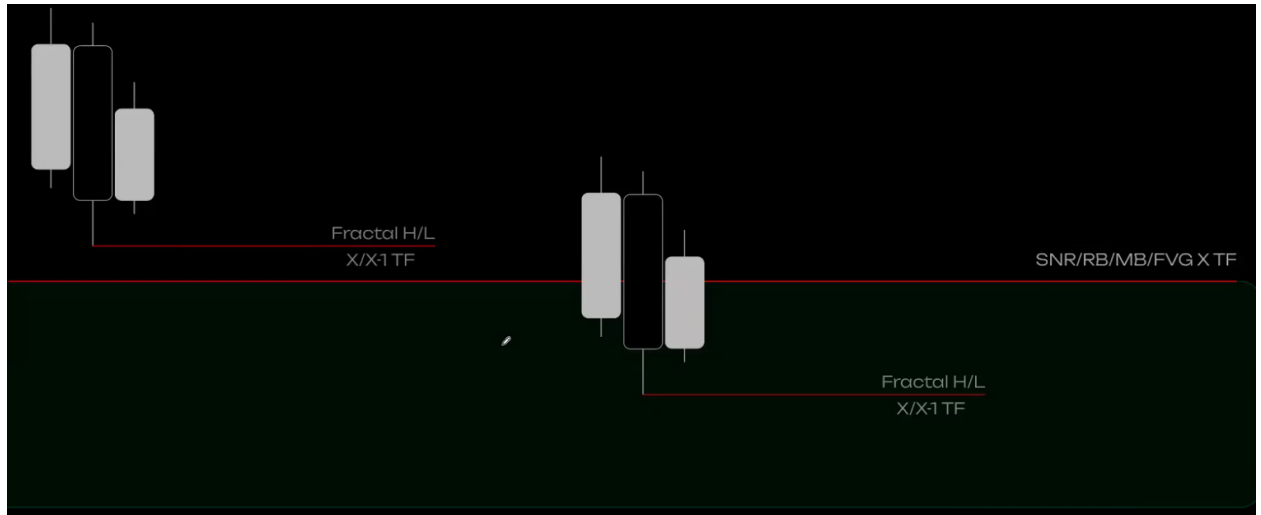 Fractal H/L
X/X-1 TF
SNR/RB/MB/FVG X TF
Fractal H/L
X/X-1 TF